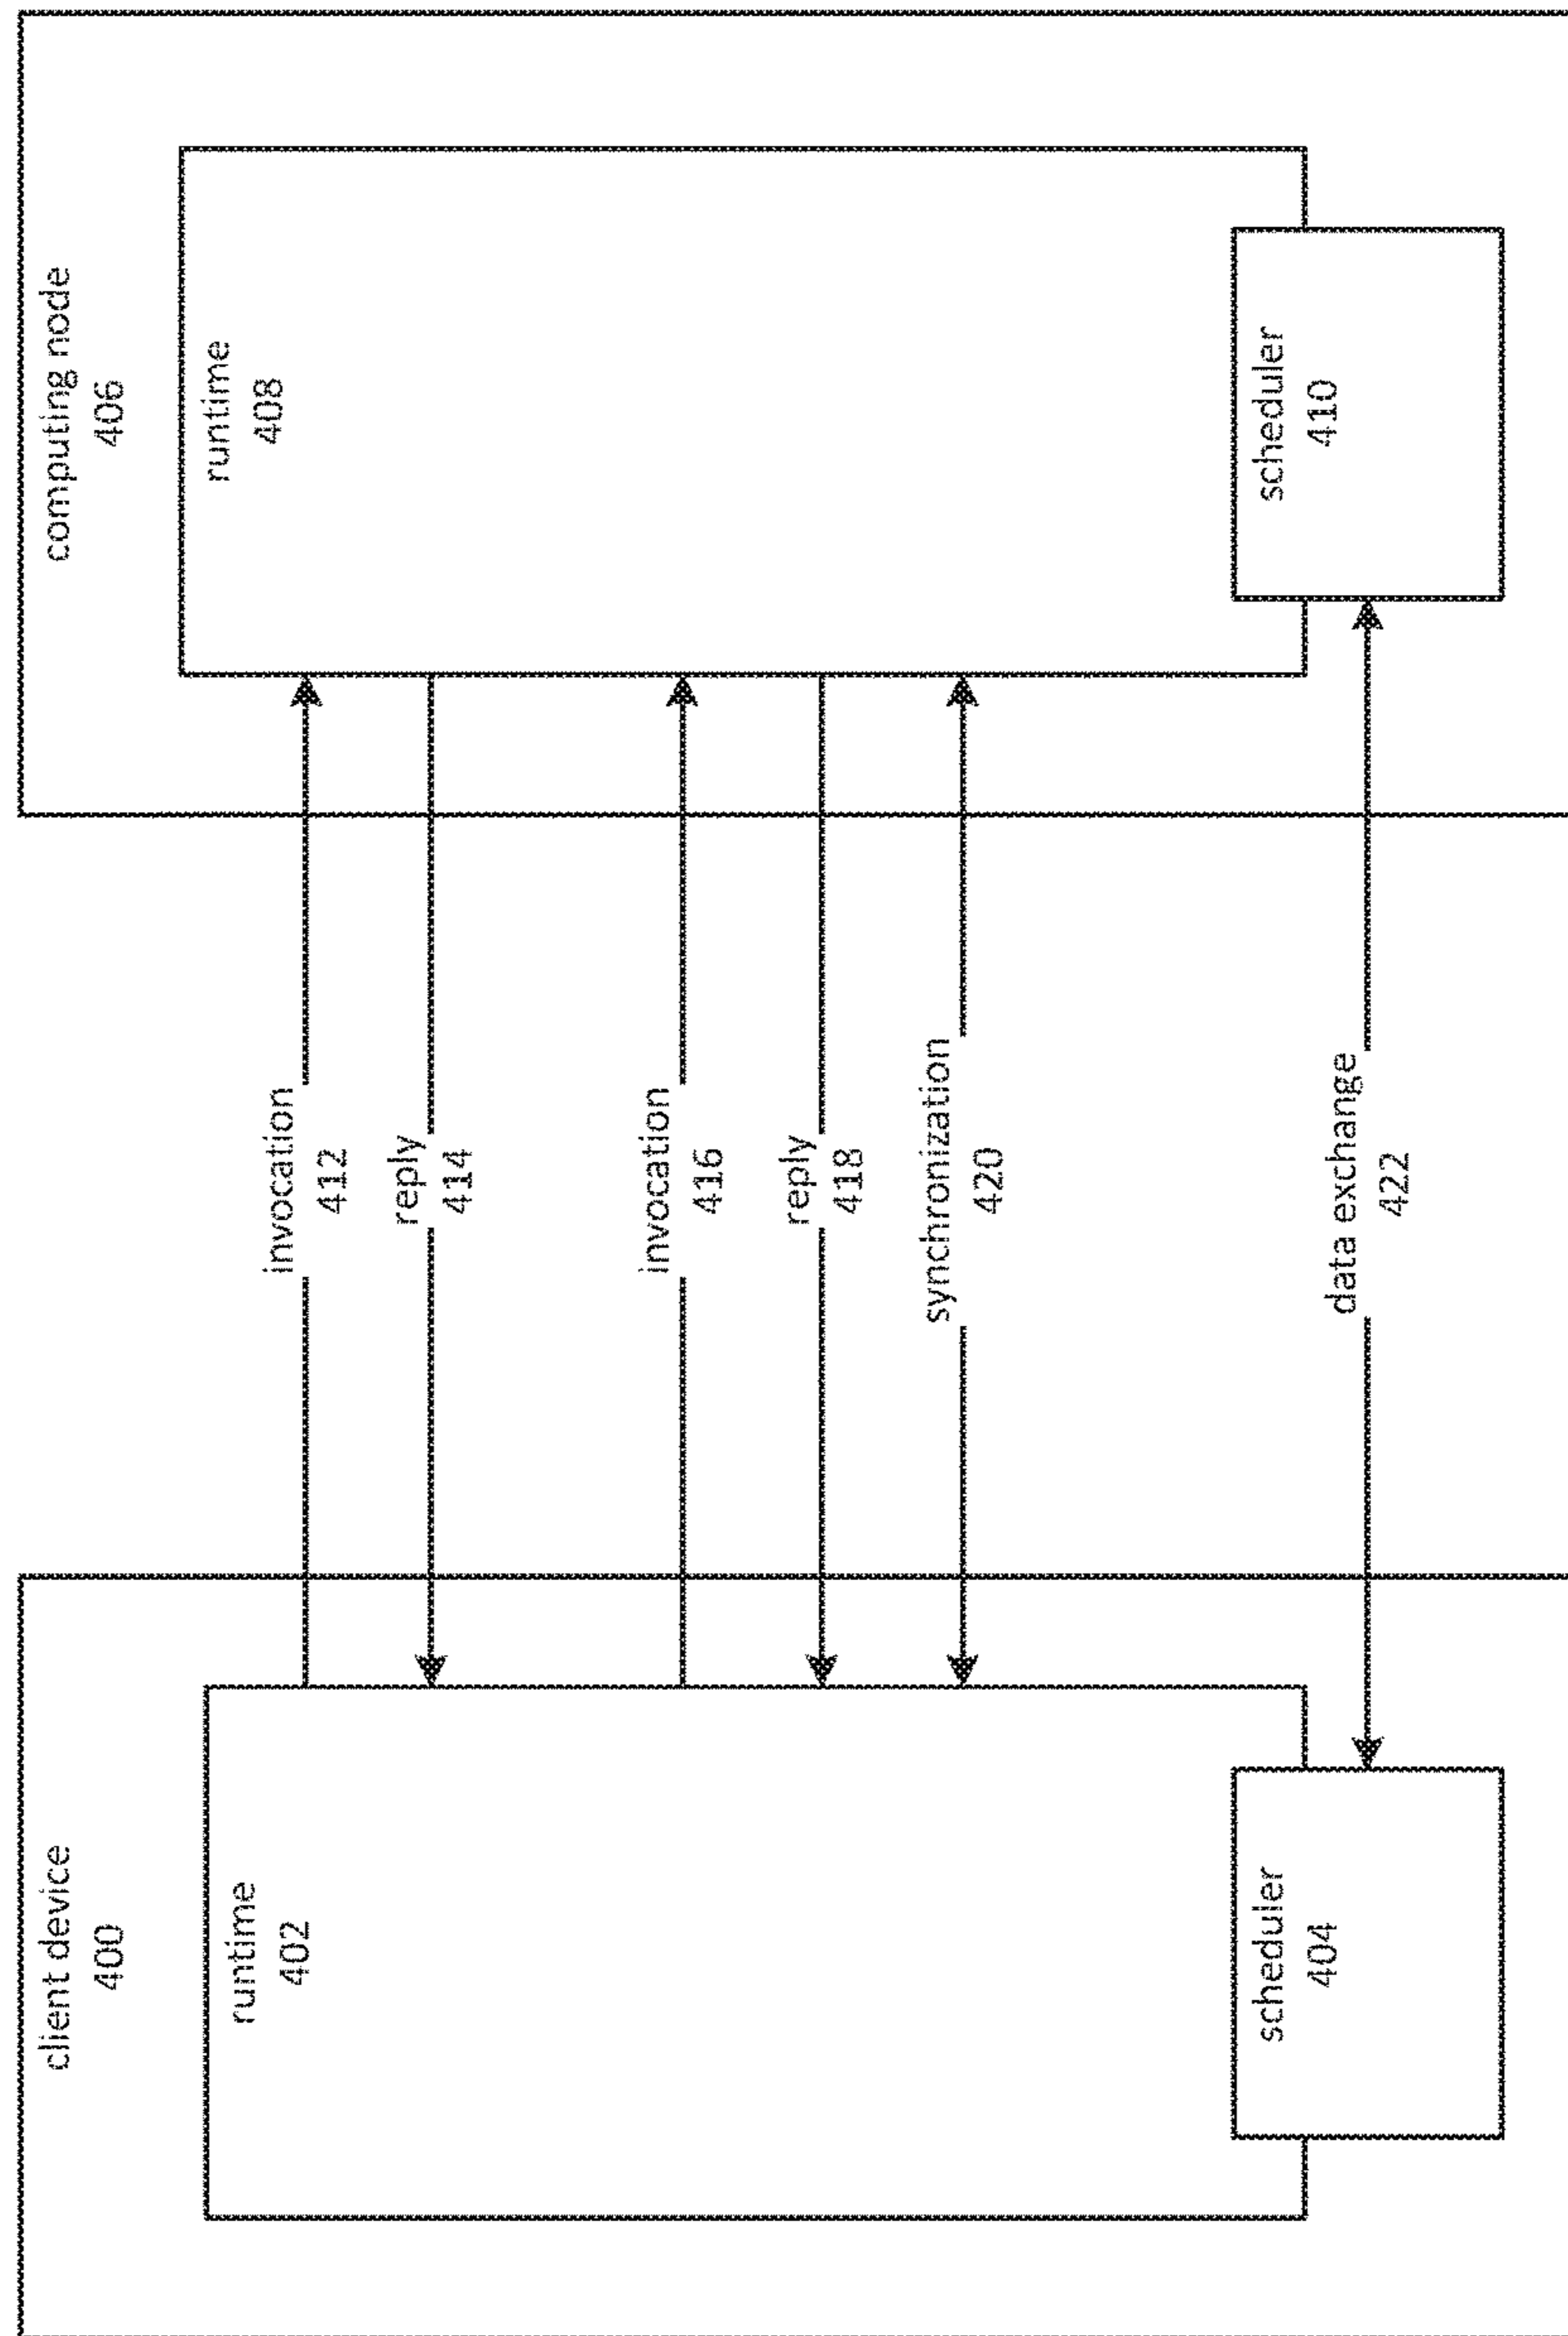 client device
400
runtime
402
scheduler
404
invocation
412
reply
414
invocation
416
reply
418
synchronization
420
data exchange
422
computing node
406
runtime
408
scheduler
410